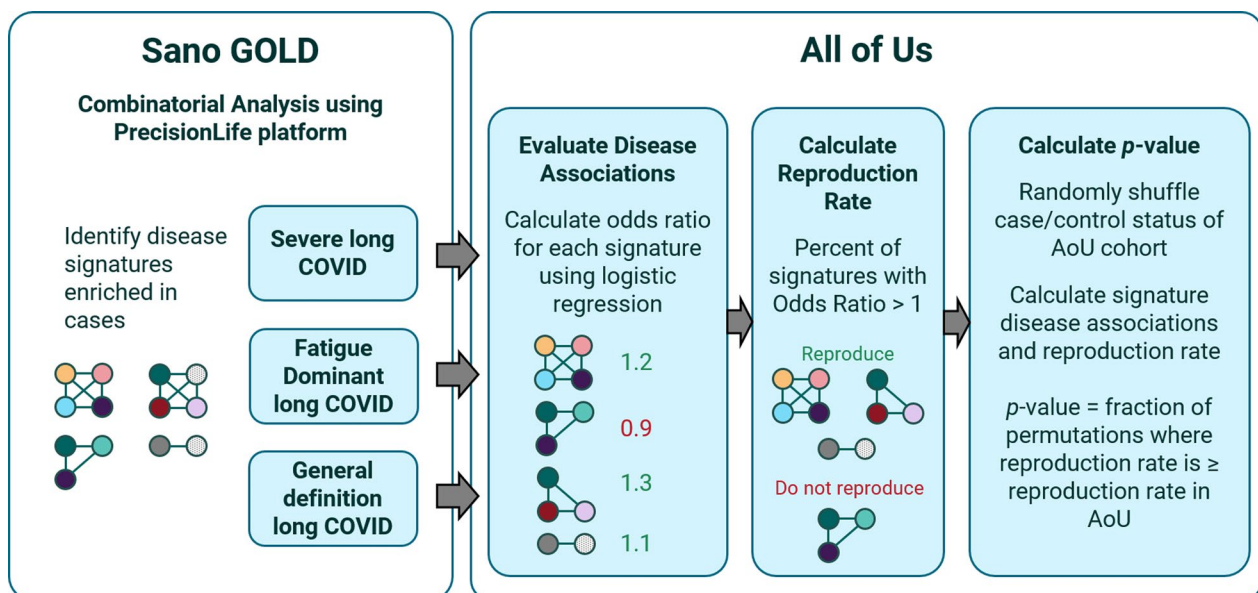 Sano GOLD
Combinatorial Analysis using
PrecisionLife platform
Identify disease
signatures
enriched in
cases
Severe long
COVID
Fatigue
Dominant
long COVID
General
definition
long COVID
All of Us
Evaluate Disease
Associations
Calculate odds ratio
for each signature
using logistic
regression
1.2
0.9
1.3
1.1
Calculate
Reproduction
Rate
Percent of
signatures with
Odds Ratio > 1
Reproduce
Do not reproduce
Calculate p-value
Randomly shuffle
case/control status of
AoU cohort
Calculate signature
disease associations
and reproduction rate
p-value = fraction of
permutations where
reproduction rate is ≥
reproduction rate in
AoU